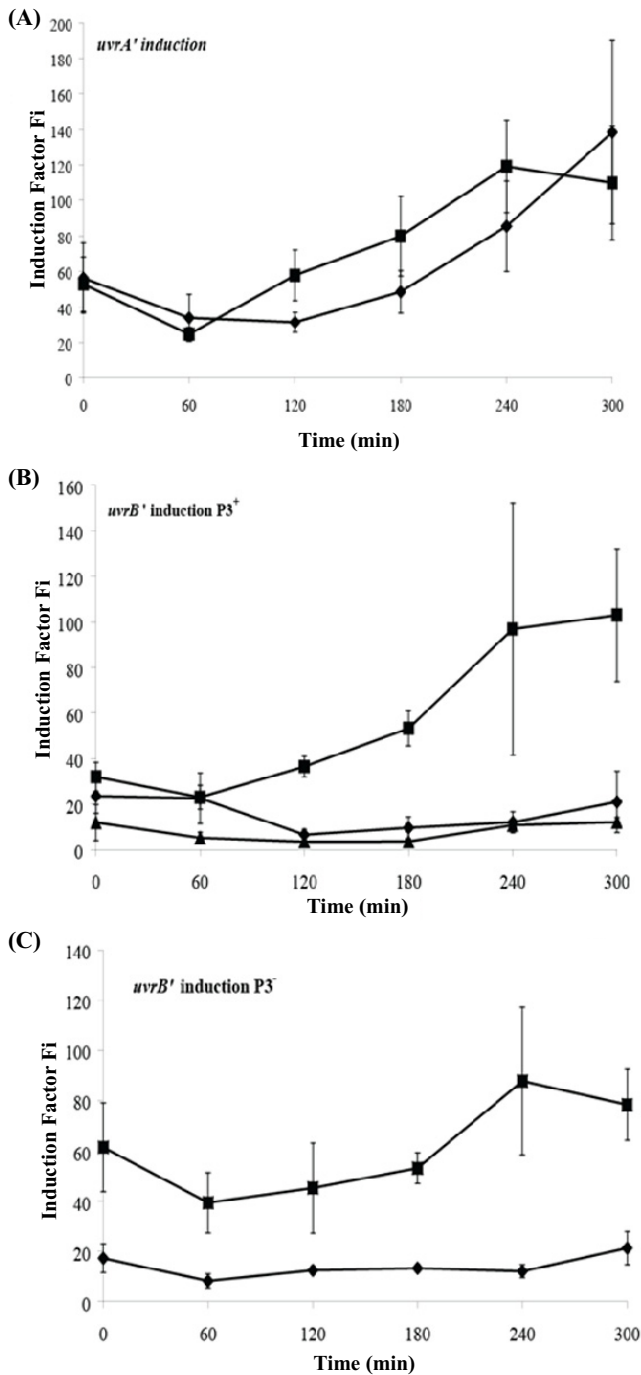 (A)
uvrA' induction
Induction Factor Fi
200
180
160
140
120
100
80
60
40
20
0
0 60 120 180 240 300
Time (min)
(B)
uvrB' induction P3+
Induction Factor Fi
160
140
120
100
80
60
40
20
0
0 60 120 180 240 300
Time (min)
(C)
uvrB' induction P3-
Induction Factor Fi
140
120
100
80
60
40
20
0
0 60 120 180 240 300
Time (min)